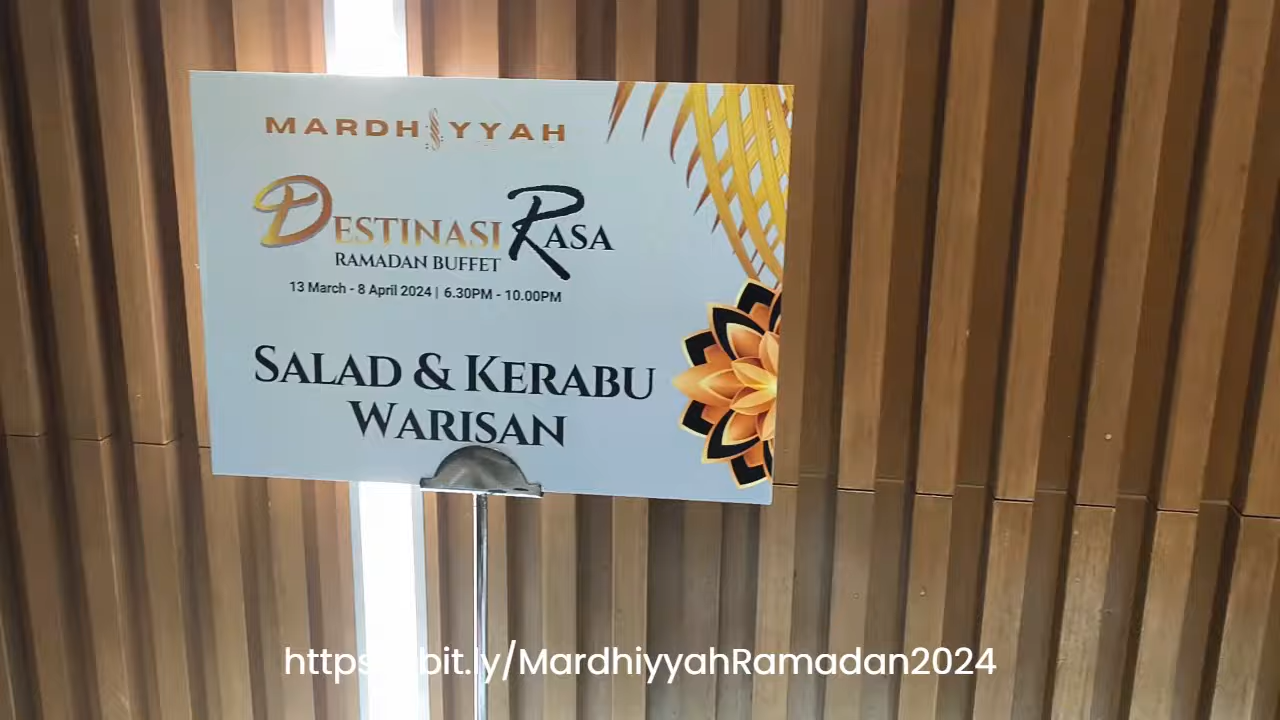 MARDHIYYAH
DESTINASI RASA
RAMADAN BUFFET
13 March - 8 April 2024 | 6.30PM - 10.00PM
SALAD & KERABU
WARISAN
https://bit.ly/MardhiyyahRamadan2024